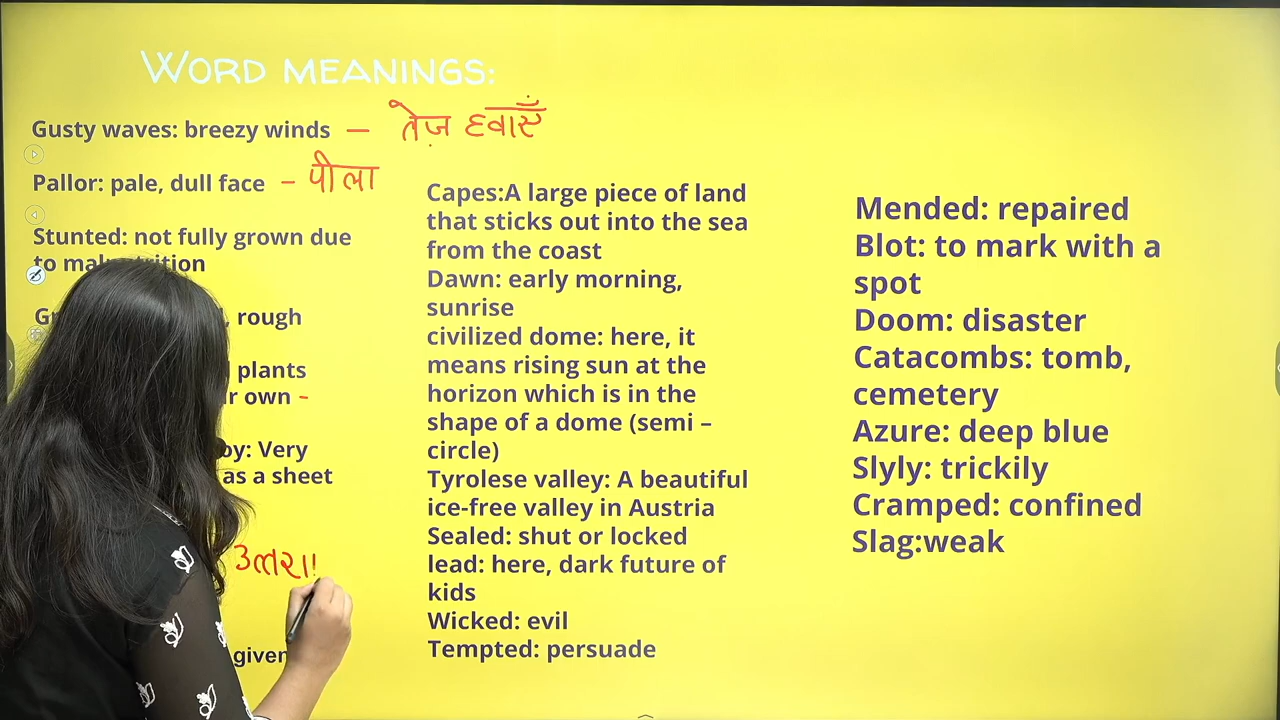 WORD MEANINGS:
Gusty waves: breezy winds – तेज़ हवाएँ
Pallor: pale, dull face – पीला
Stunted: not fully grown due
to
rough
plants
own –
Very
as a sheet
given
Capes:A large piece of land
that sticks out into the sea
from the coast
Dawn: early morning,
sunrise
civilized dome: here, it
means rising sun at the
horizon which is in the
shape of a dome (semi –
circle)
Tyrolese valley: A beautiful
ice-free valley in Austria
Sealed: shut or locked
lead: here, dark future of
kids
Wicked: evil
Tempted: persuade
Mended: repaired
Blot: to mark with a
spot
Doom: disaster
Catacombs: tomb,
cemetery
Azure: deep blue
Slyly: trickily
Cramped: confined
Slag:weak